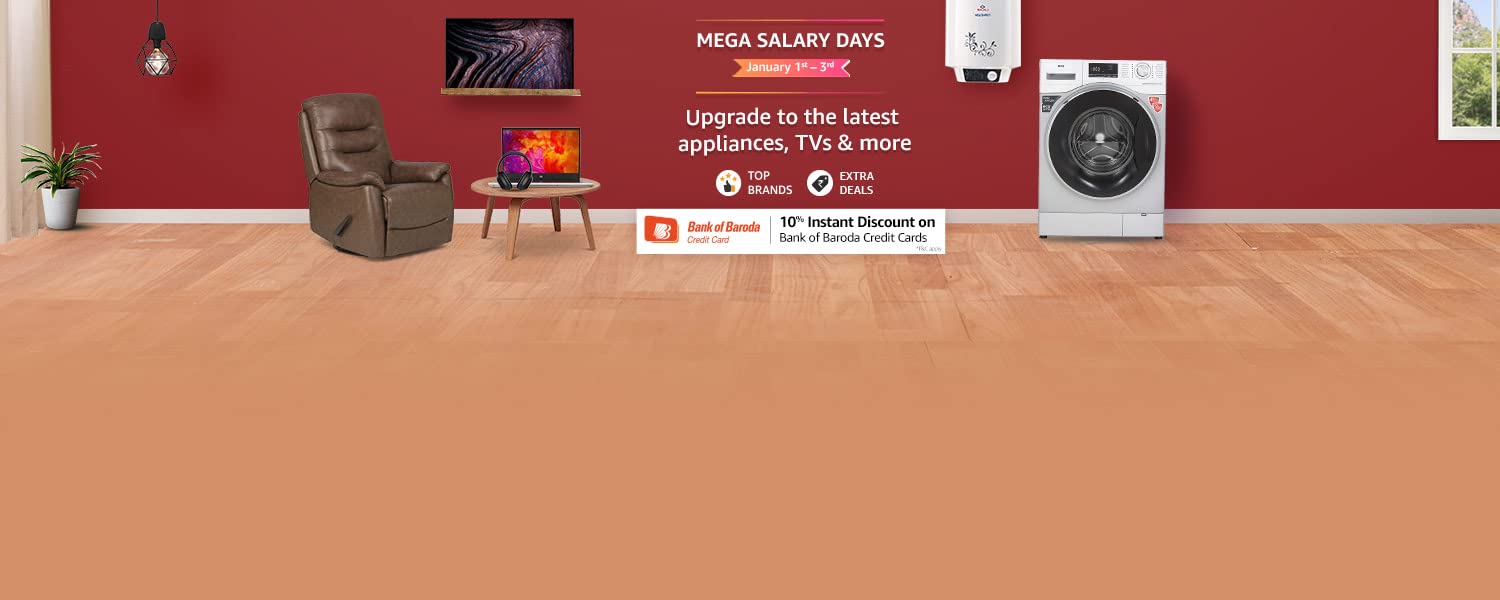 MEGA SALARY DAYS
January 1st – 3rd
Upgrade to the latest
appliances, TVs & more
TOP
BRANDS
EXTRA
DEALS
Bank of Baroda
Credit Card
10% Instant Discount on
Bank of Baroda Credit Cards
*T&C apply